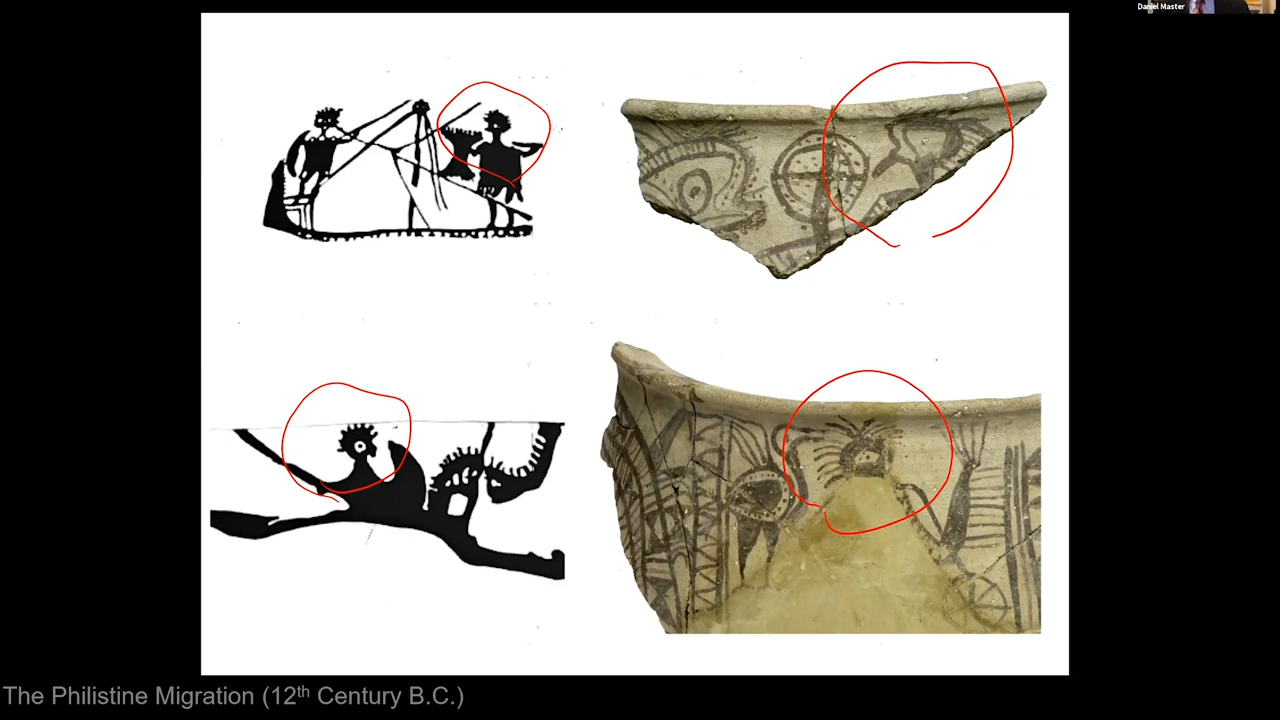 Daniel Master
The Philistine Migration (12th Century B.C.)